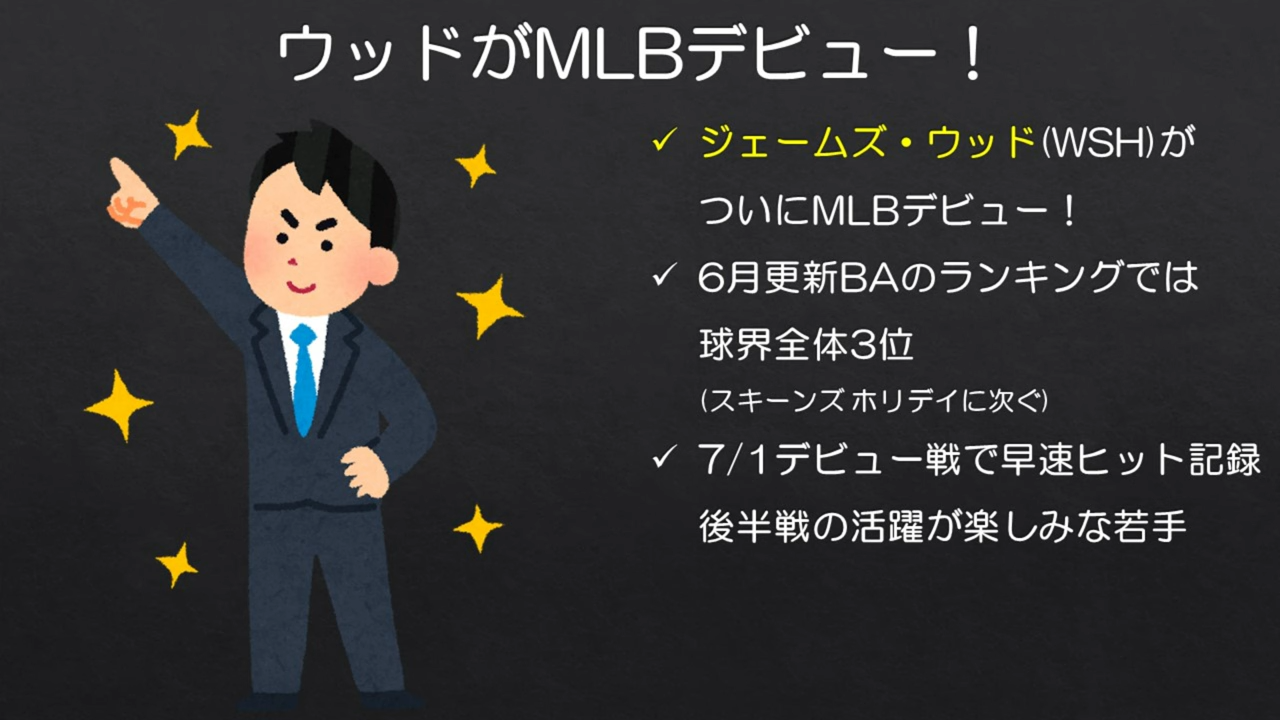 ウッドがMLBデビュー！
✓ ジェームズ・ウッド(WSH)が
ついにMLBデビュー！
✓ 6月更新BAのランキングでは
球界全体3位
(スキーンズ ホリデイに次ぐ)
✓ 7/1デビュー戦で早速ヒット記録
後半戦の活躍が楽しみな若手